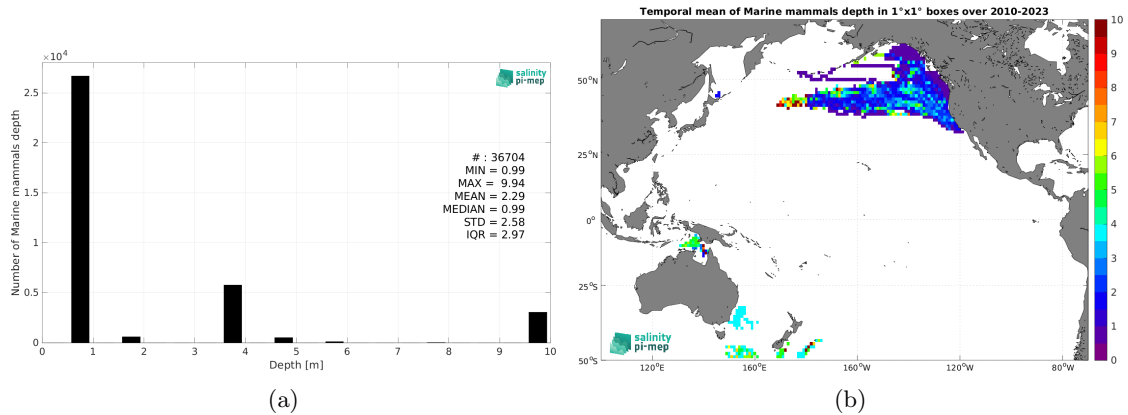 ×10⁴
2.5
2
1.5
1
0.5
0
0 1 2 3 4 5 6 7 8 9 10
Number of Marine mammals depth
Depth [m]
salinity
pi-mep
# : 36704
MIN = 0.99
MAX = 9.94
MEAN = 2.29
MEDIAN = 0.99
STD = 2.58
IQR = 2.97
(a)
Temporal mean of Marine mammals depth in 1°x1° boxes over 2010-2023
50°N
25°N
0°
25°S
50°S
120°E 160°E 160°W 120°W 80°W
salinity
pi-mep
10
9
8
7
6
5
4
3
2
1
0
(b)